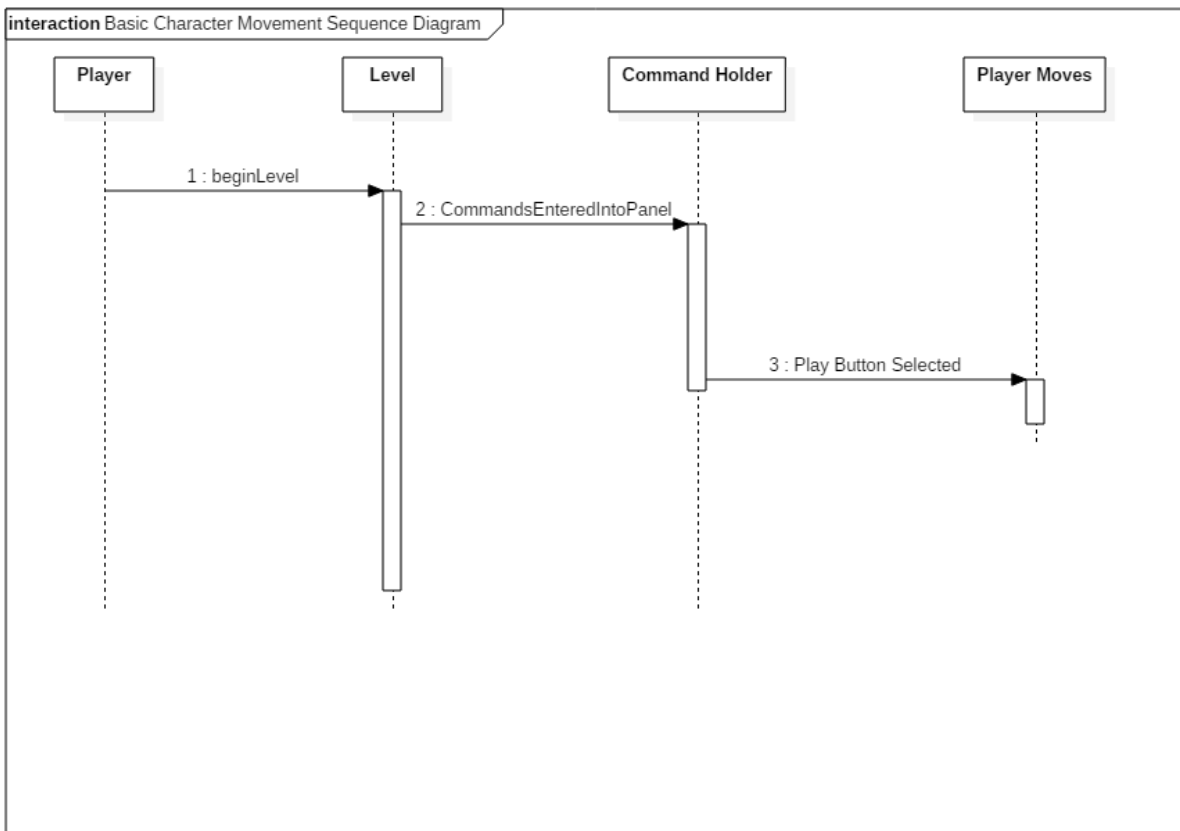 interaction Basic Character Movement Sequence Diagram
Player
Level
Command Holder
Player Moves
1 : beginLevel
2 : CommandsEnteredIntoPanel
3 : Play Button Selected